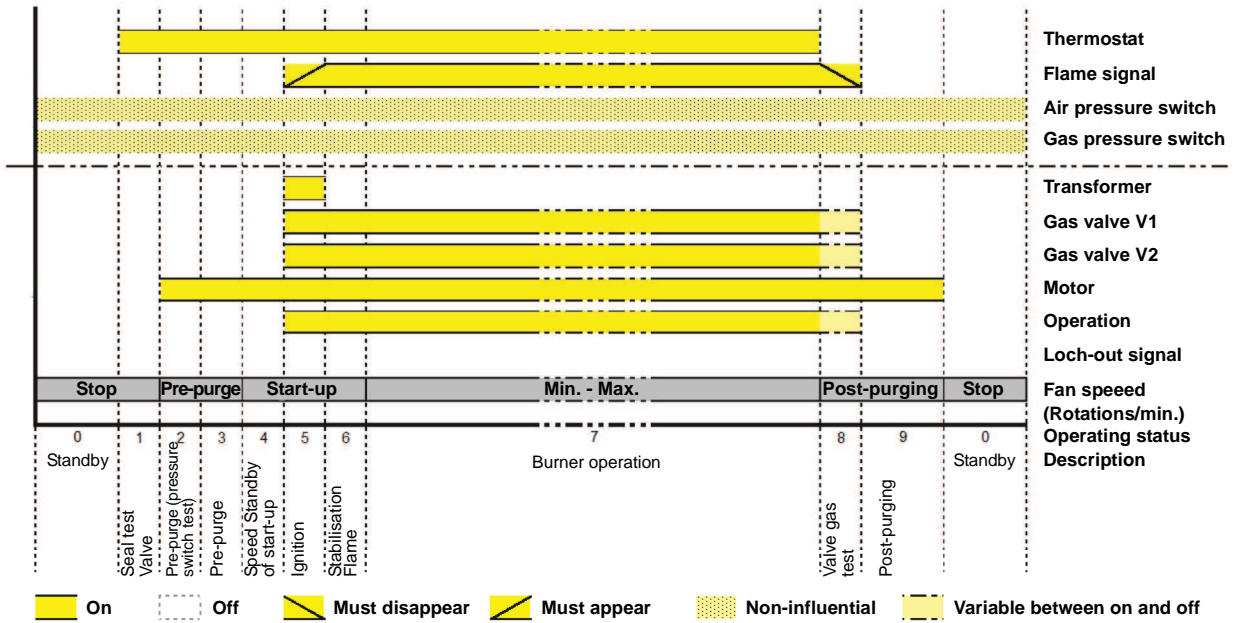 Thermostat
Flame signal
Air pressure switch
Gas pressure switch
Transformer
Gas valve V1
Gas valve V2
Motor
Operation
Loch-out signal
Stop Pre-purge Start-up Min. - Max. Post-purging Stop Fan speeed
(Rotations/min.)
0 1 2 3 4 5 6 7 8 9 0 Operating status
Standby Burner operation Standby Description
Seal test
Valve
Pre-purge (pressure
switch test)
Pre-purge
Speed Standby
of start-up
Ignition
Stabilisation
Flame
Valve gas
test
Post-purging
On Off Must disappear Must appear Non-influential Variable between on and off